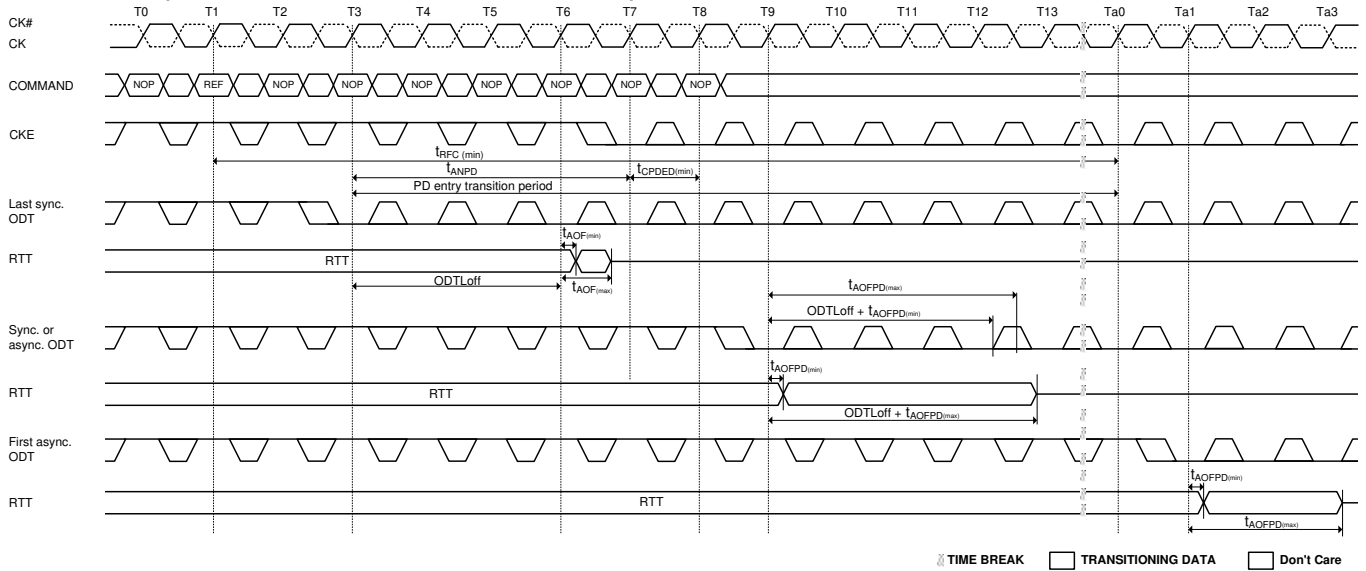 T0 T1 T2 T3 T4 T5 T6 T7 T8 T9 T10 T11 T12 T13 Ta0 Ta1 Ta2 Ta3
CK#
CK
COMMAND NOP REF NOP NOP NOP NOP NOP NOP NOP
CKE
tRFC (min)
tANPD tCPDED(min)
PD entry transition period
Last sync.
ODT
tAOF(min)
RTT RTT
ODTLoff tAOF(max)
tAOFPD(max)
ODTLoff + tAOFPD(min)
Sync. or
async. ODT
tAOFPD(min)
RTT RTT
ODTLoff + tAOFPD(max)
First async.
ODT
tAOFPD(min)
RTT RTT
tAOFPD(max)
TIME BREAK TRANSITIONING DATA Don't Care